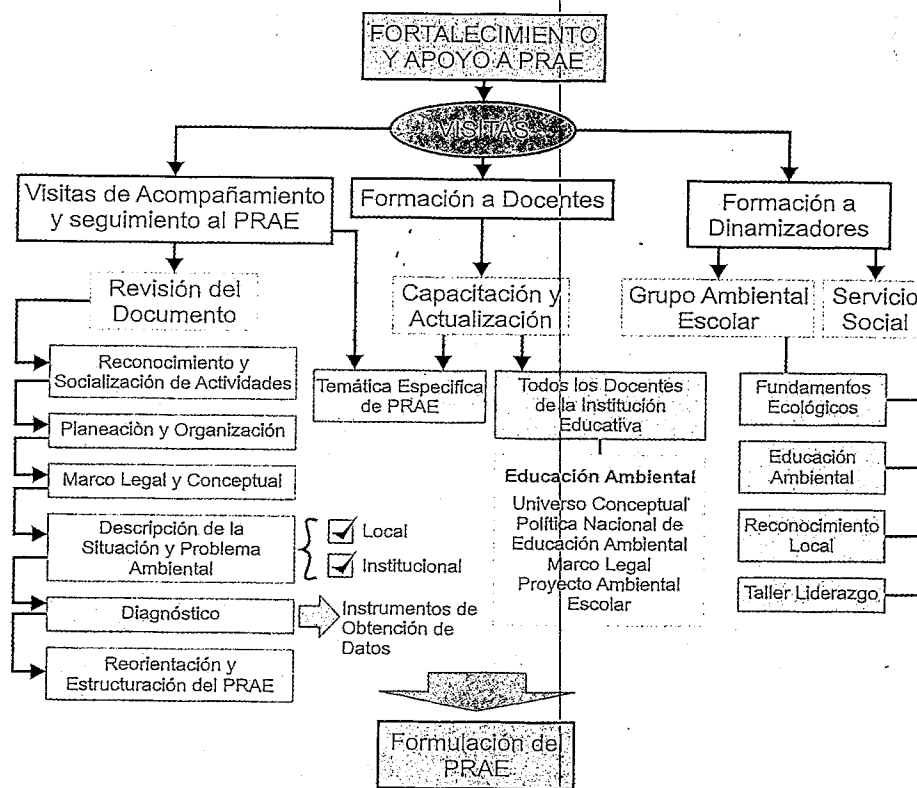 FORTALECIMIENTO
Y APOYO A PRAE
VISITAS
Visitas de Acompañamiento
y seguimiento al PRAE
Formación a Docentes
Formación a
Dinamizadores
Revisión del
Documento
Capacitación y
Actualización
Grupo Ambiental
Escolar
Servicio
Social
Reconocimiento y
Socialización de Actividades
Planeaciòn y Organización
Marco Legal y Conceptual
Descripción de la
Situación y Problema
Ambiental
Local
Institucional
Diagnóstico
Instrumentos de
Obtención de
Datos
Reorientación y
Estructuración del PRAE
Temática Especifica
de PRAE
Todos los Docentes
de la Institución
Educativa
Educación Ambiental
Universo Conceptual
Política Nacional de
Educación Ambiental
Marco Legal
Proyecto Ambiental
Escolar
Fundamentos
Ecológicos
Educación
Ambiental
Reconocimiento
Local
Taller Liderazgo
Formulación de
PRAE